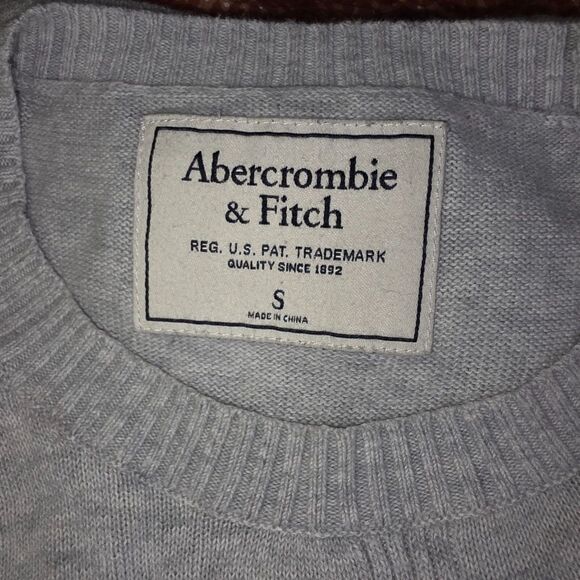 Abercrombie
& Fitch
REG. U.S. PAT. TRADEMARK
QUALITY SINCE 1892
S
MADE IN CHINA